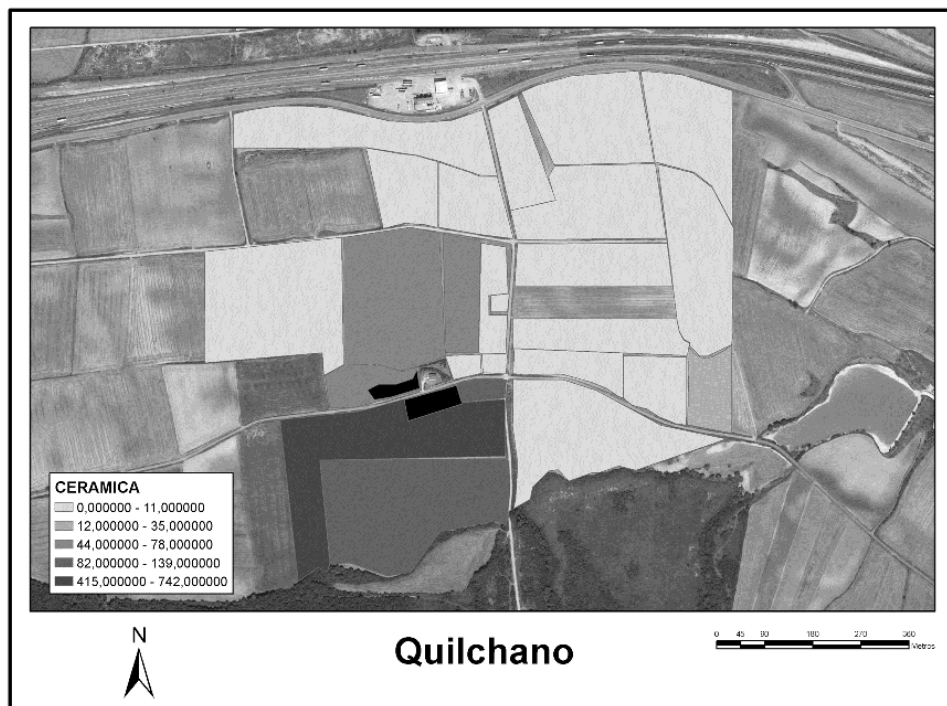 CERAMICA
0,000000 - 11,000000
12,000000 - 35,000000
44,000000 - 78,000000
82,000000 - 139,000000
415,000000 - 742,000000
N
Quilchano
0 45 90 180 270 360
Metros